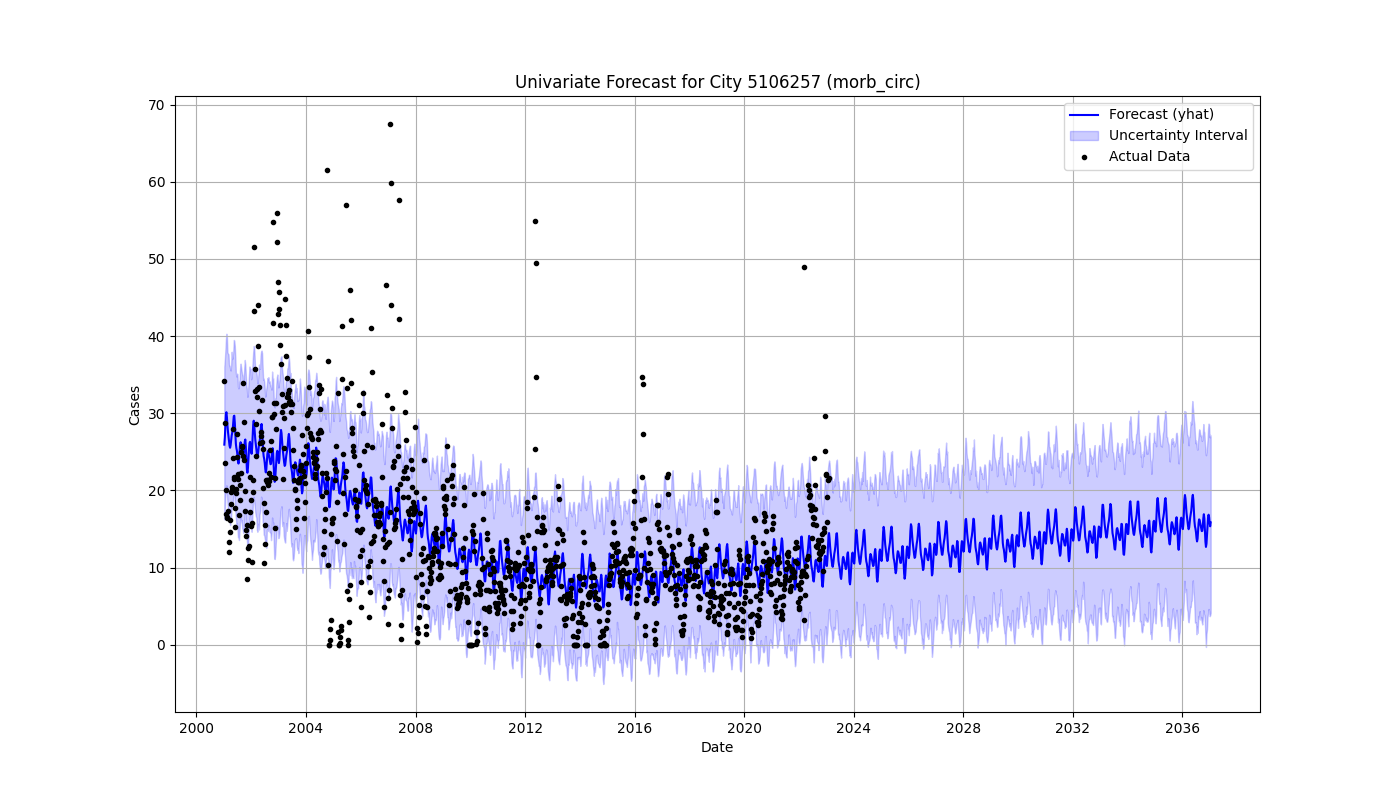 Univariate Forecast for City 5106257 (morb_circ)
Forecast (yhat)
Uncertainty Interval
Actual Data
Cases
70
60
50
40
30
20
10
0
2000 2004 2008 2012 2016 2020 2024 2028 2032 2036
Date